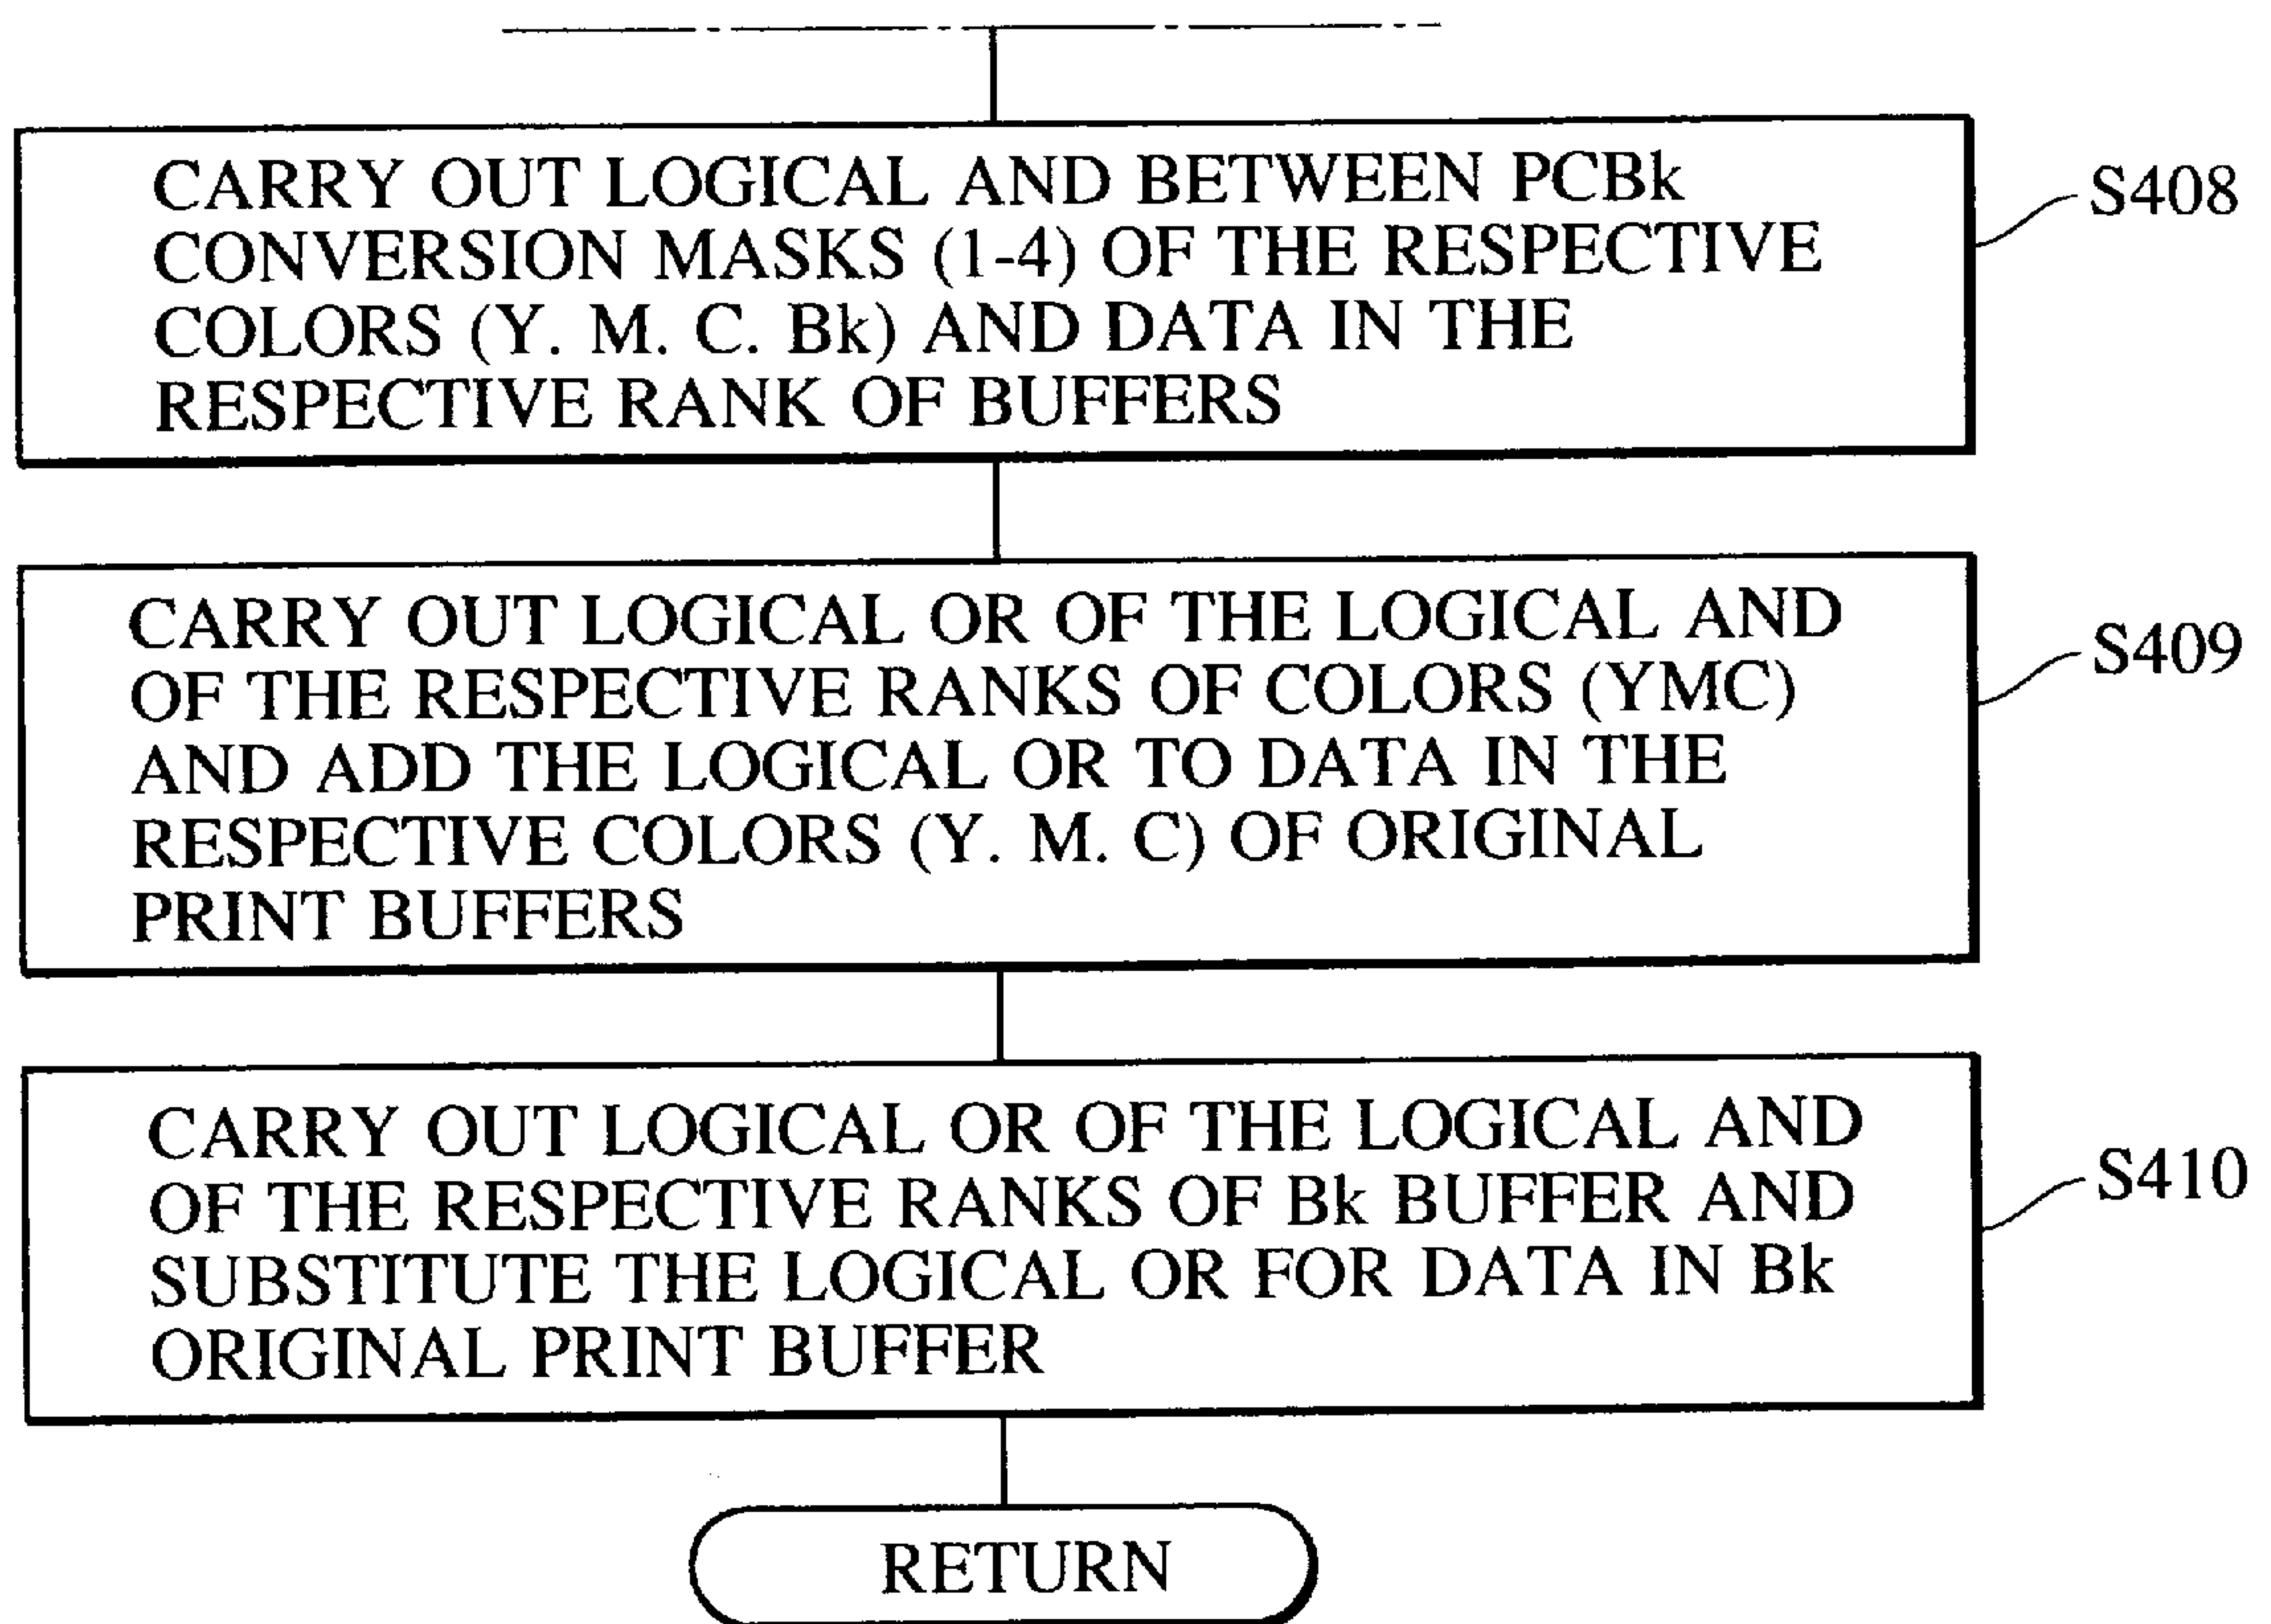 CARRY OUT LOGICAL AND BETWEEN PCBk
CONVERSION MASKS (1-4) OF THE RESPECTIVE
COLORS (Y. M. C. Bk) AND DATA IN THE
RESPECTIVE RANK OF BUFFERS
S408
CARRY OUT LOGICAL OR OF THE LOGICAL AND
OF THE RESPECTIVE RANKS OF COLORS (YMC)
AND ADD THE LOGICAL OR TO DATA IN THE
RESPECTIVE COLORS (Y. M. C) OF ORIGINAL
PRINT BUFFERS
S409
CARRY OUT LOGICAL OR OF THE LOGICAL AND
OF THE RESPECTIVE RANKS OF Bk BUFFER AND
SUBSTITUTE THE LOGICAL OR FOR DATA IN Bk
ORIGINAL PRINT BUFFER
S410
RETURN